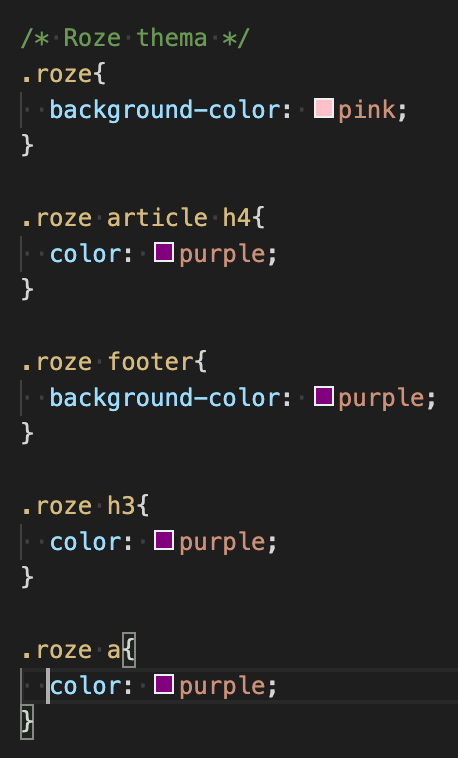 /* Roze thema */
.roze{
  background-color: pink;
}

.roze article h4{
  color: purple;
}

.roze footer{
  background-color: purple;
}

.roze h3{
  color: purple;
}

.roze a{
  color: purple;
}